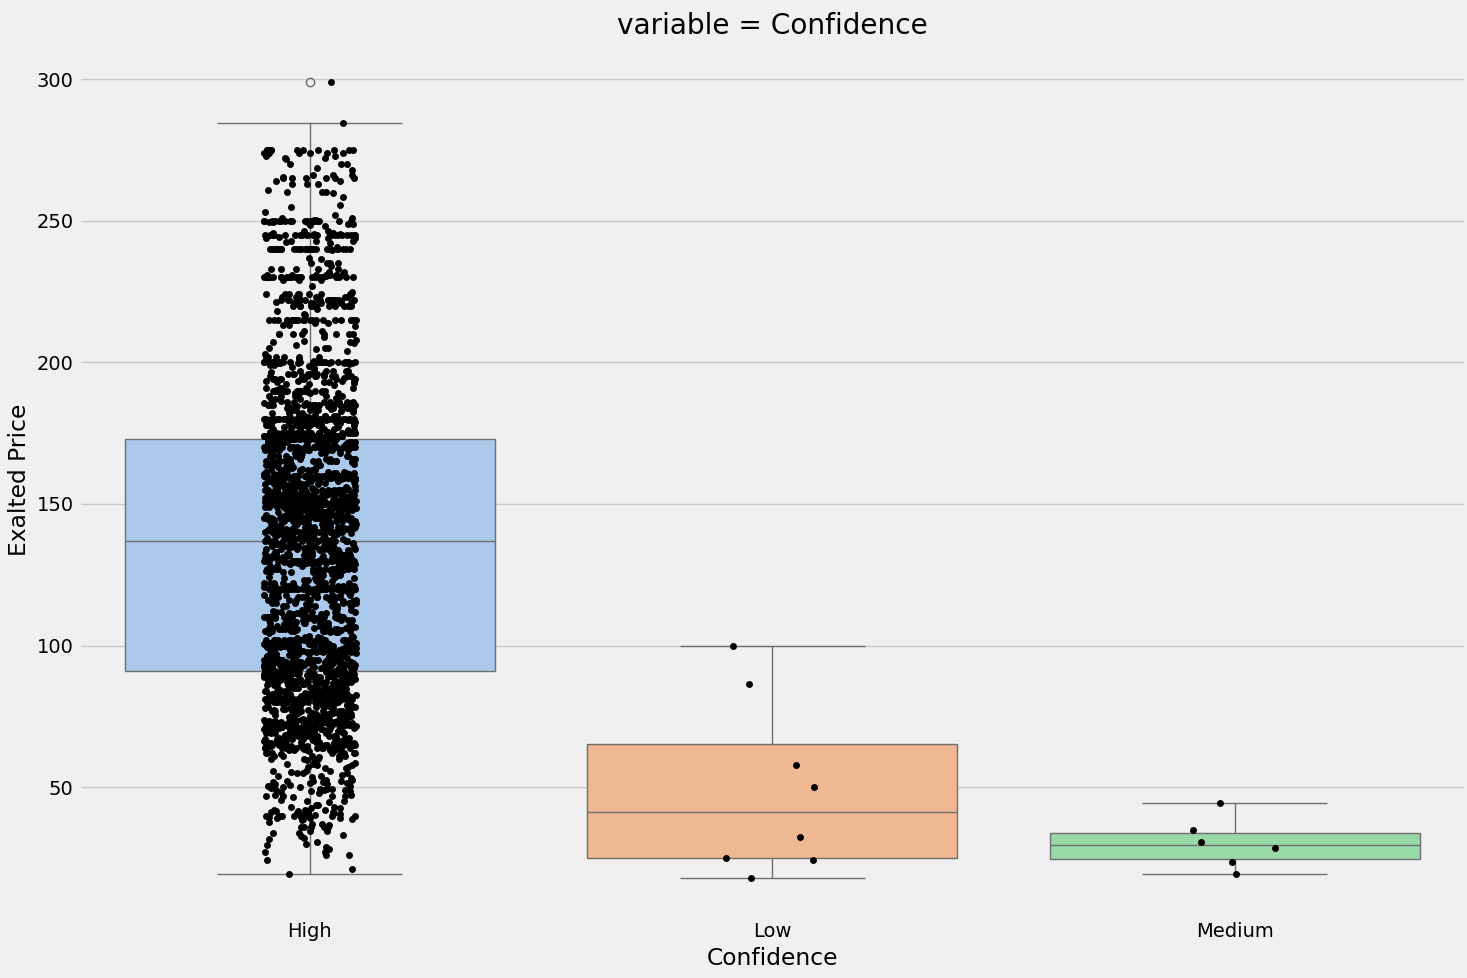 variable = Confidence
300
250
200
150
100
50
Exalted Price
High
Low
Medium
Confidence